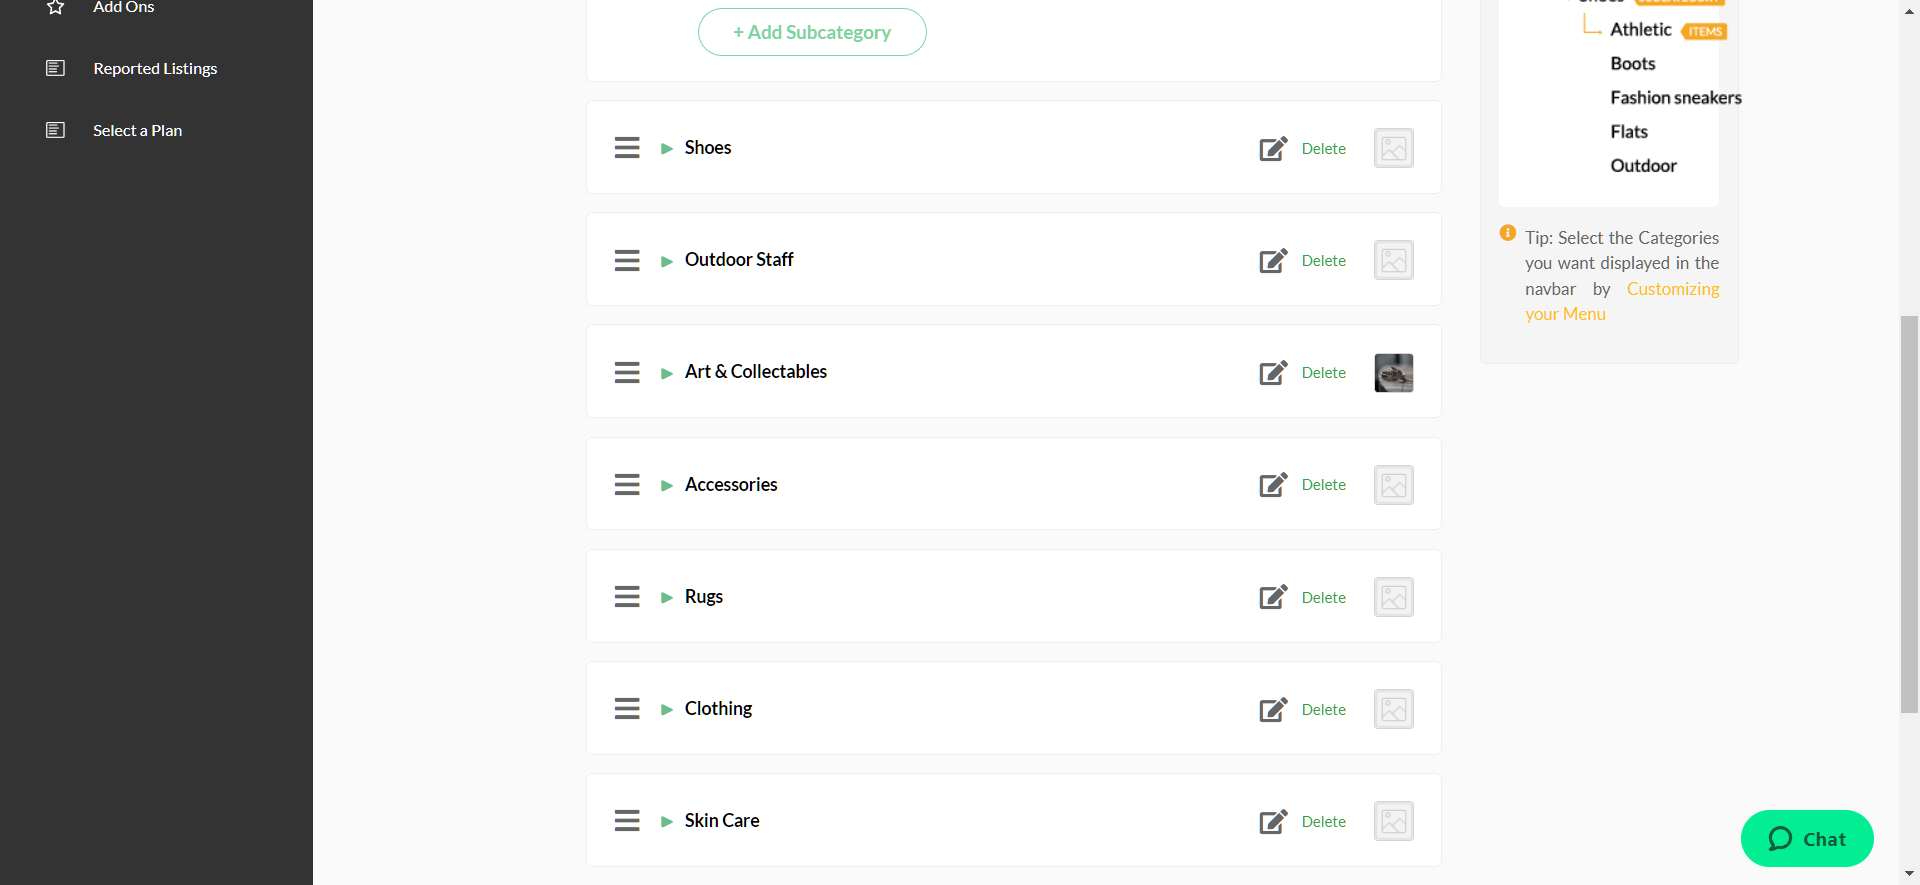 Add Ons
Reported Listings
Select a Plan
+ Add Subcategory
Shoes
Delete
Outdoor Staff
Delete
Art & Collectables
Delete
Accessories
Delete
Rugs
Delete
Clothing
Delete
Skin Care
Delete
Athletic
ITEMS
Boots
Fashion sneakers
Flats
Outdoor
Tip: Select the Categories
you want displayed in the
navbar by Customizing
your Menu
Chat